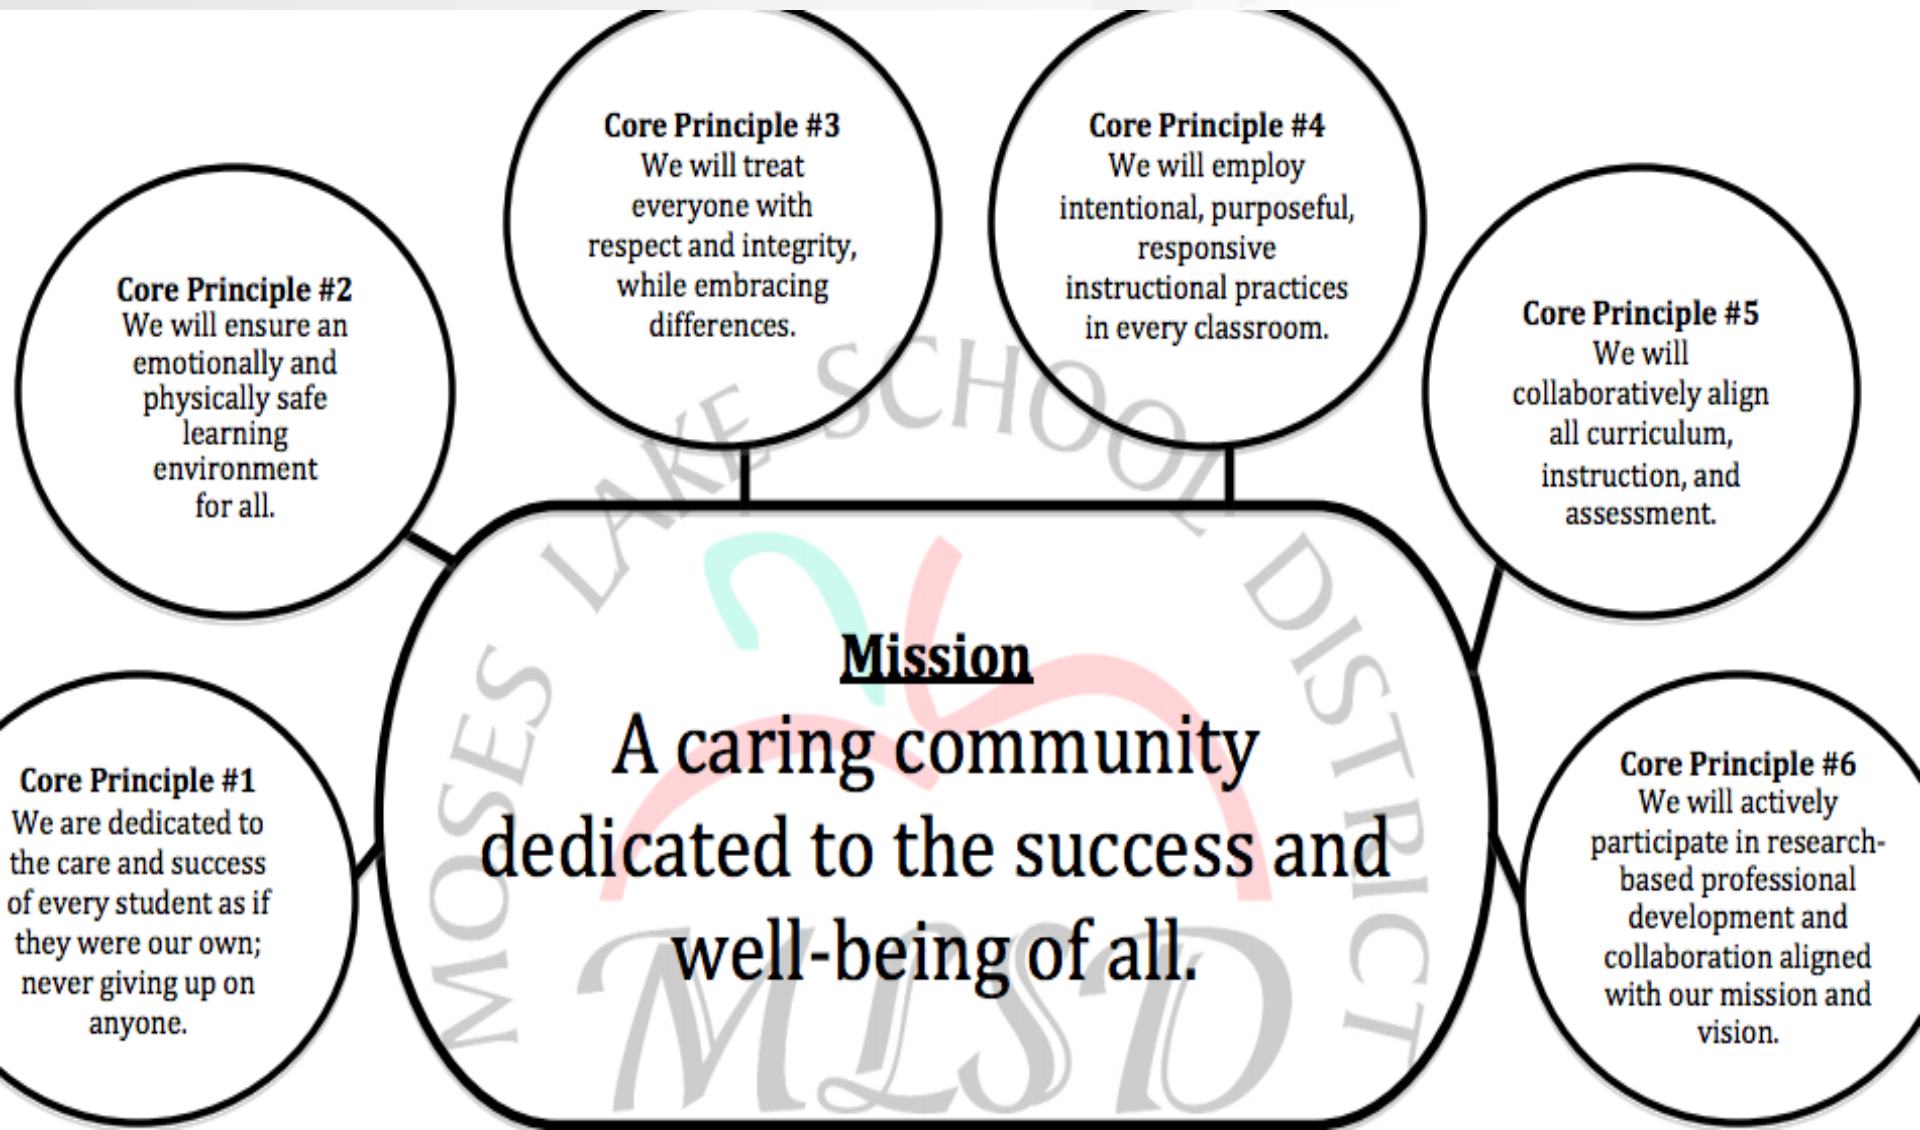 Core Principle #1
We are dedicated to
the care and success
of every student as if
they were our own;
never giving up on
anyone.
Core Principle #2
We will ensure an
emotionally and
physically safe
learning
environment
for all.
Core Principle #3
We will treat
everyone with
respect and integrity,
while embracing
differences.
Core Principle #4
We will employ
intentional, purposeful,
responsive
instructional practices
in every classroom.
Core Principle #5
We will
collaboratively align
all curriculum,
instruction, and
assessment.
Core Principle #6
We will actively
participate in research-
based professional
development and
collaboration aligned
with our mission and
vision.
Mission
A caring community
dedicated to the success and
well-being of all.
MOSES LAKE SCHOOL DISTRICT
MLSD